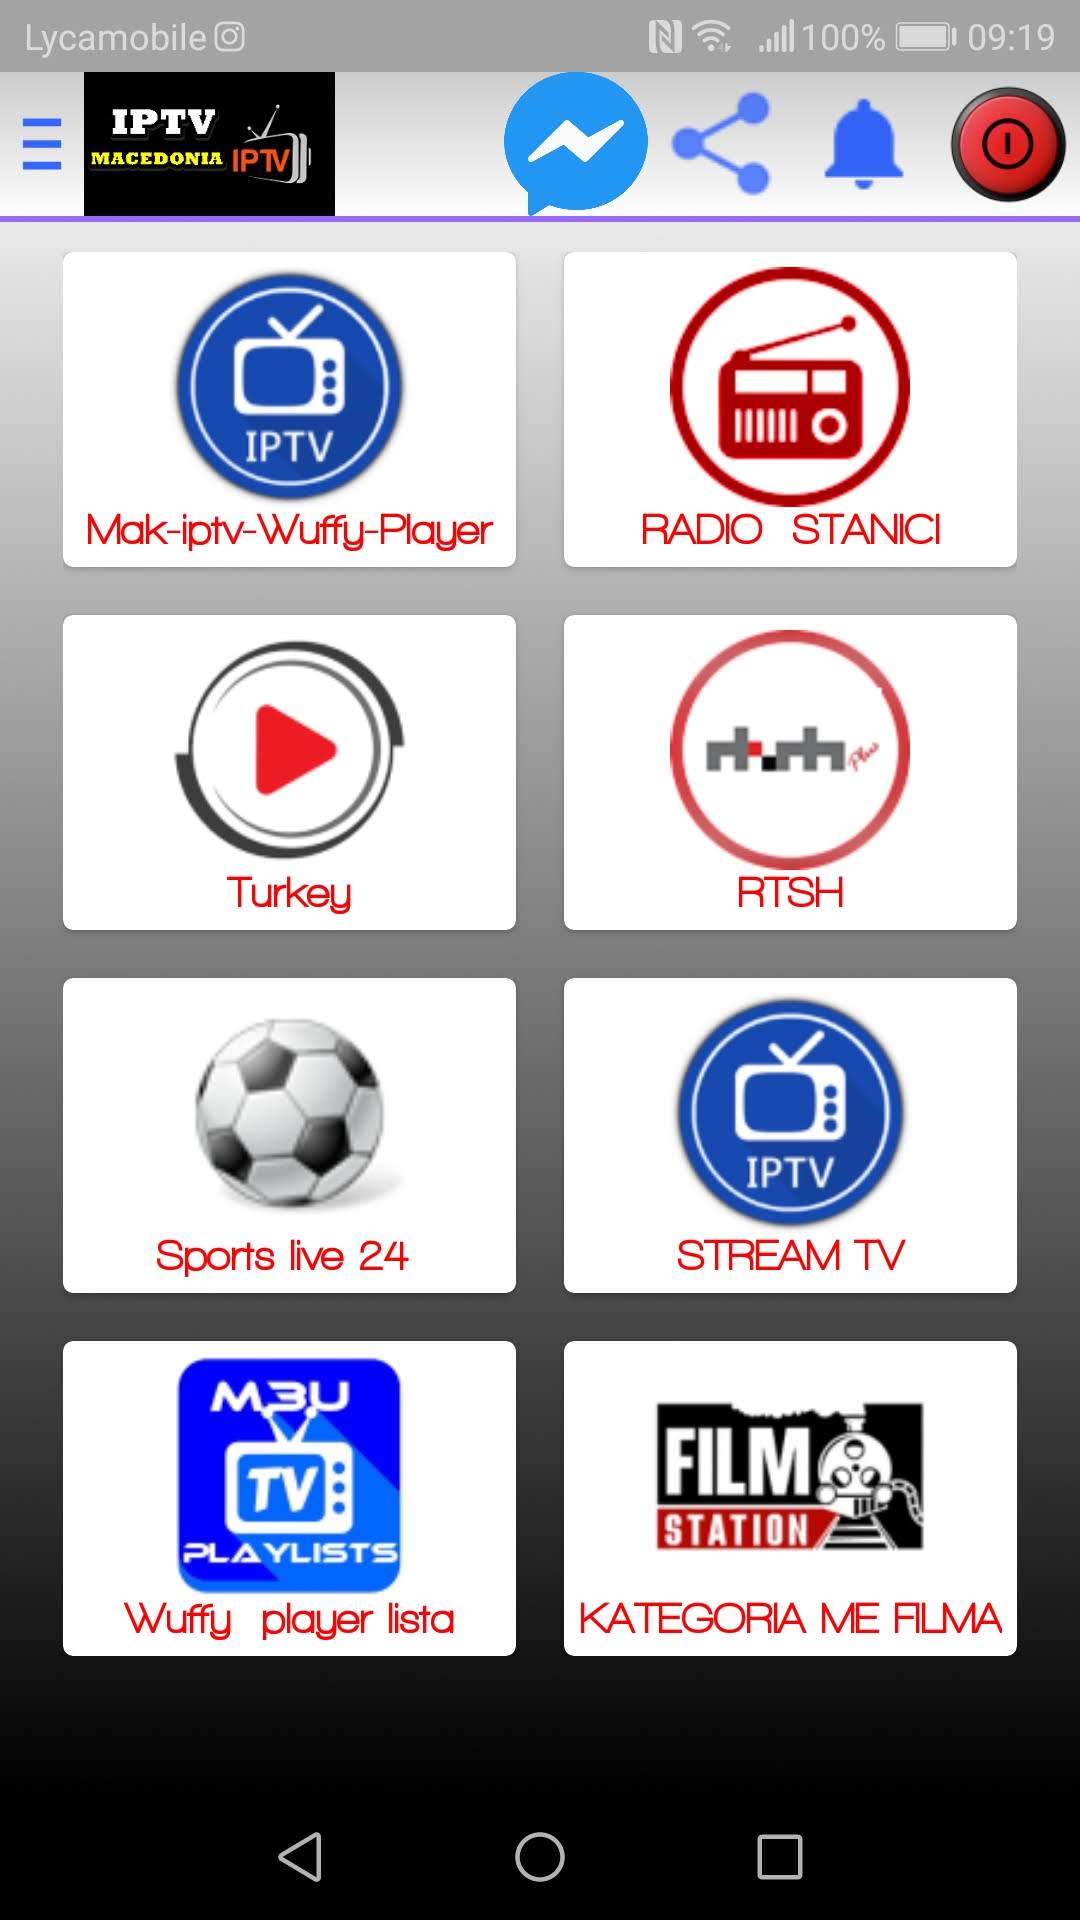 Lycamobile
100%
09:19
IPTV
MACEDONIA IPTV
IPTV
Mak-iptv-Wuffy-Player
RADIO STANICI
Turkey
rtsh Plus
RTSH
Sports live 24
IPTV
STREAM TV
M3U
TV
PLAYLISTS
Wuffy player lista
FILM
STATION
KATEGORIA ME FILMA